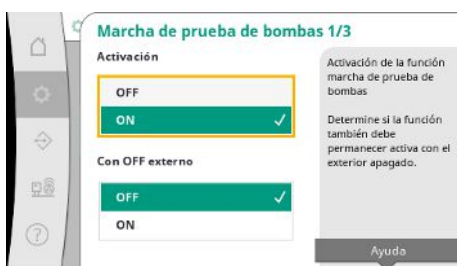 Marcha de prueba de bombas 1/3
Activación
OFF
ON
Con OFF externo
OFF
ON
Activación de la función
marcha de prueba de
bombas
Determine si la función
también debe
permanecer activa con el
exterior apagado.
Ayuda